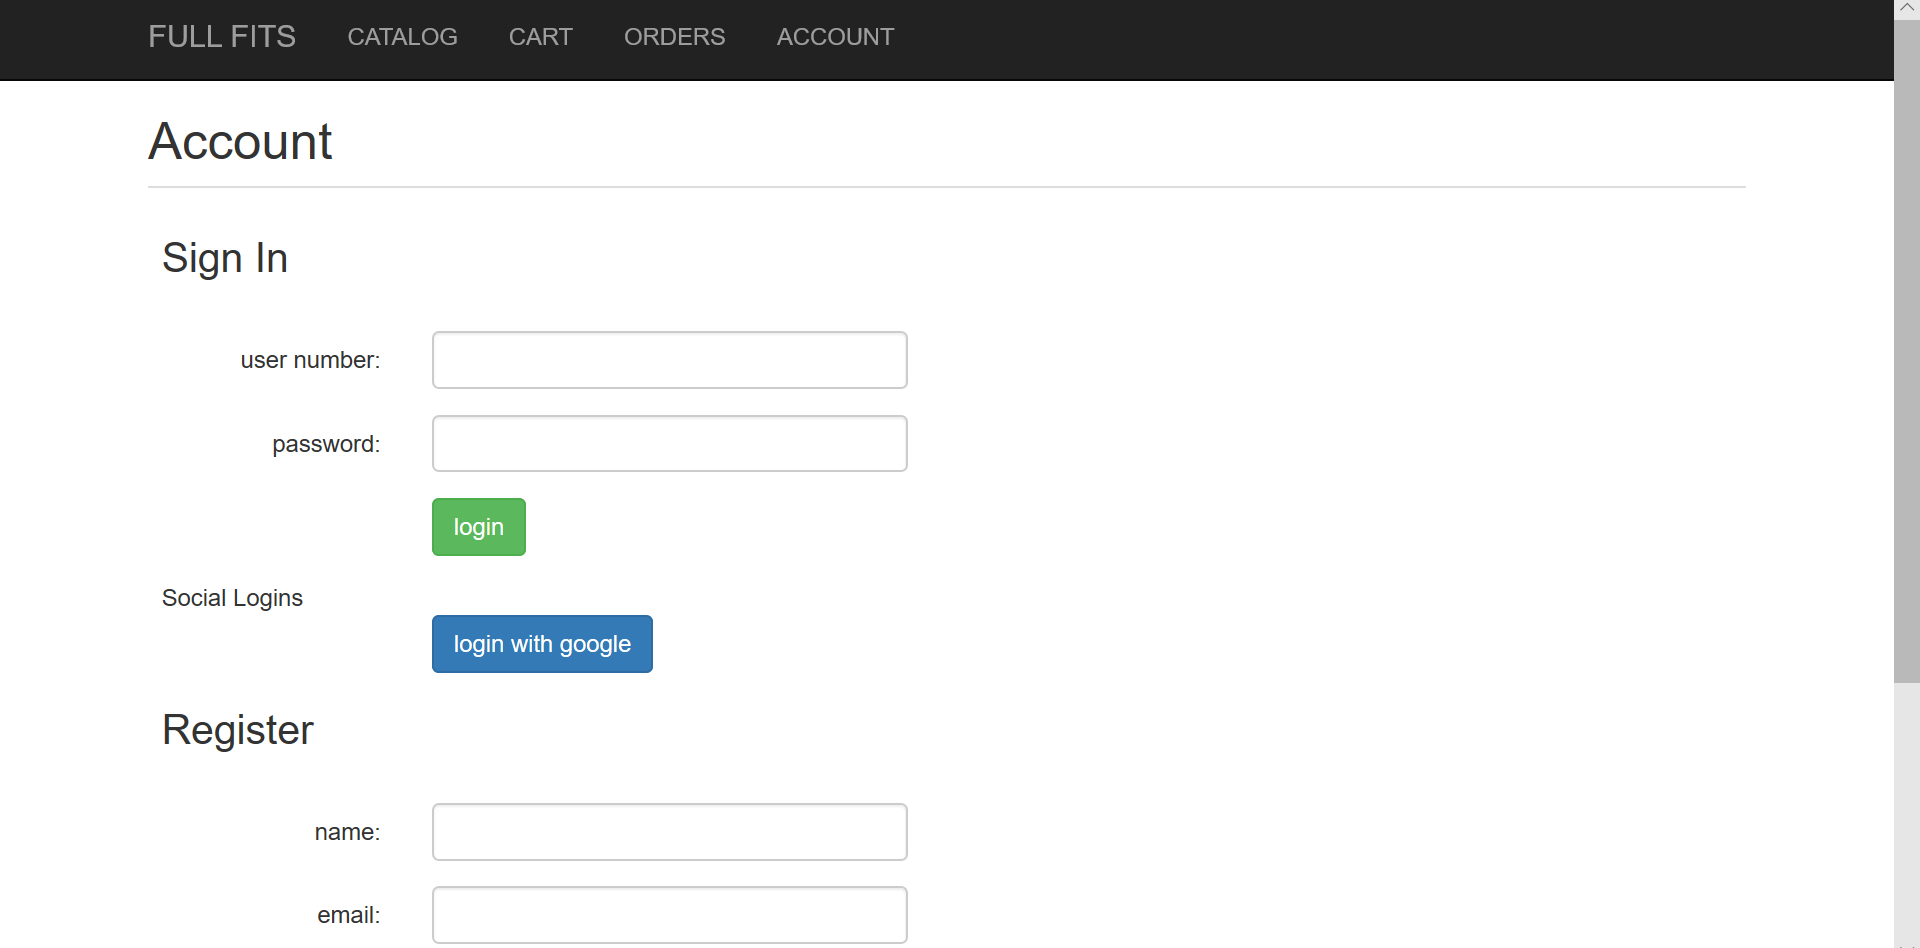 FULL FITS CATALOG CART ORDERS ACCOUNT
Account
Sign In
user number:
password:
login
Social Logins
login with google
Register
name:
email: